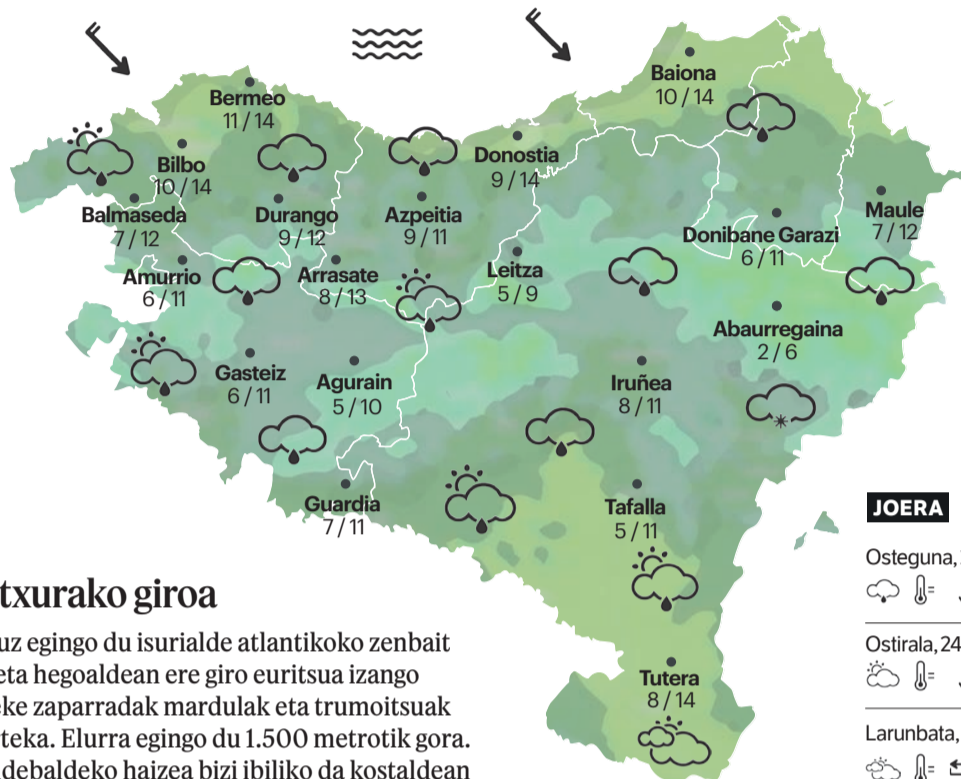 Baiona
10 / 14
Bermeo
11 / 14
Bilbo
10 / 14
Donostia
9 / 14
Balmaseda
7 / 12
Durango
9 / 12
Azpeitia
9 / 11
Maule
7 / 12
Donibane Garazi
6 / 11
Amurrio
6 / 11
Arrasate
8 / 13
Leitza
5 / 9
Abaurregaina
2 / 6
Gasteiz
6 / 11
Agurain
5 / 10
Iruñea
8 / 11
Guardia
7 / 11
Tafalla
5 / 11
Tutera
8 / 14
JOERA
Osteguna,
Ostirala, 24
Larunbata,
txurako giroa
uz egingo du isurialde atlantikoko zenbait
eta hegoaldean ere giro euritsua izango
eke zaparradak mardulak eta trumoitsuak
rteka. Elurra egingo du 1.500 metrotik gora.
debaldeko haizea bizi ibiliko da kostaldean